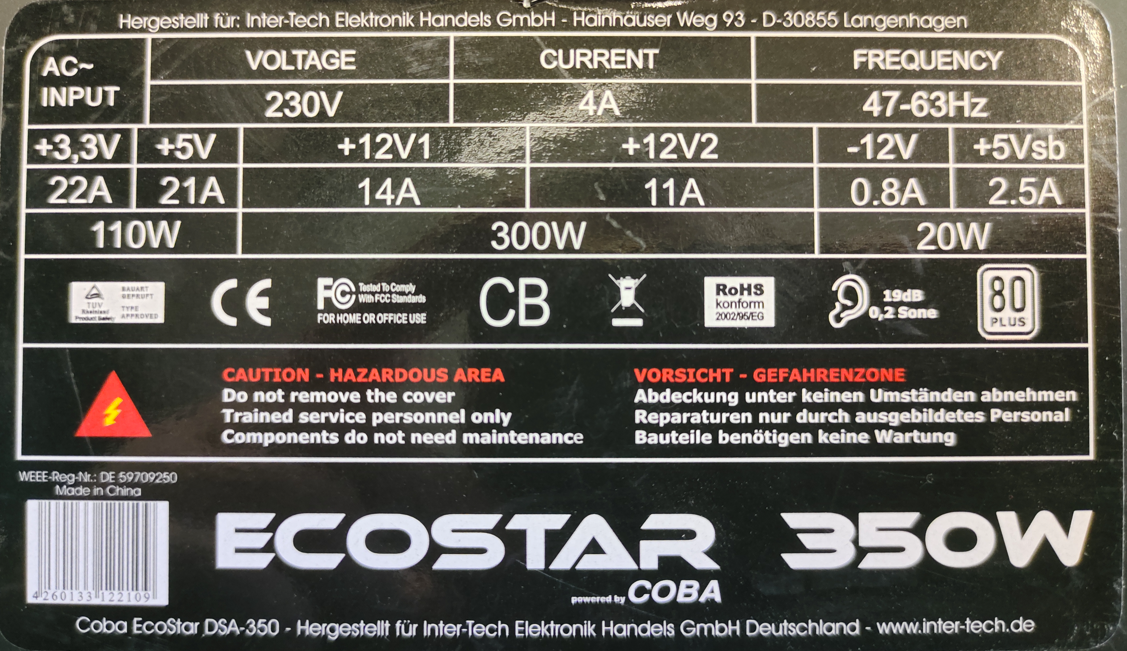 Hergestellt für: Inter-Tech Elektronik Handels GmbH - Hainhäuser Weg 93 - D-30855 Langenhagen
AC~ INPUT VOLTAGE CURRENT FREQUENCY
230V 4A 47-63Hz
+3,3V +5V +12V1 +12V2 -12V +5Vsb
22A 21A 14A 11A 0.8A 2.5A
110W 300W 20W
TÜV Rheinland Product Safety
BAUART GEPRÜFT
TYPE APPROVED
CE
FC Tested To Comply
With FCC Standards
FOR HOME OR OFFICE USE
CB
RoHS
konform
2002/95/EG
19dB
0,2 Sone
80
PLUS
CAUTION - HAZARDOUS AREA
Do not remove the cover
Trained service personnel only
Components do not need maintenance
VORSICHT - GEFAHRENZONE
Abdeckung unter keinen Umständen abnehmen
Reparaturen nur durch ausgebildetes Personal
Bauteile benötigen keine Wartung
WEEE-Reg-Nr.: DE 59709250
Made in China
4 260133 122109
ECOSTAR 350W
powered by COBA
Coba EcoStar DSA-350 - Hergestellt für Inter-Tech Elektronik Handels GmbH Deutschland - www.inter-tech.de